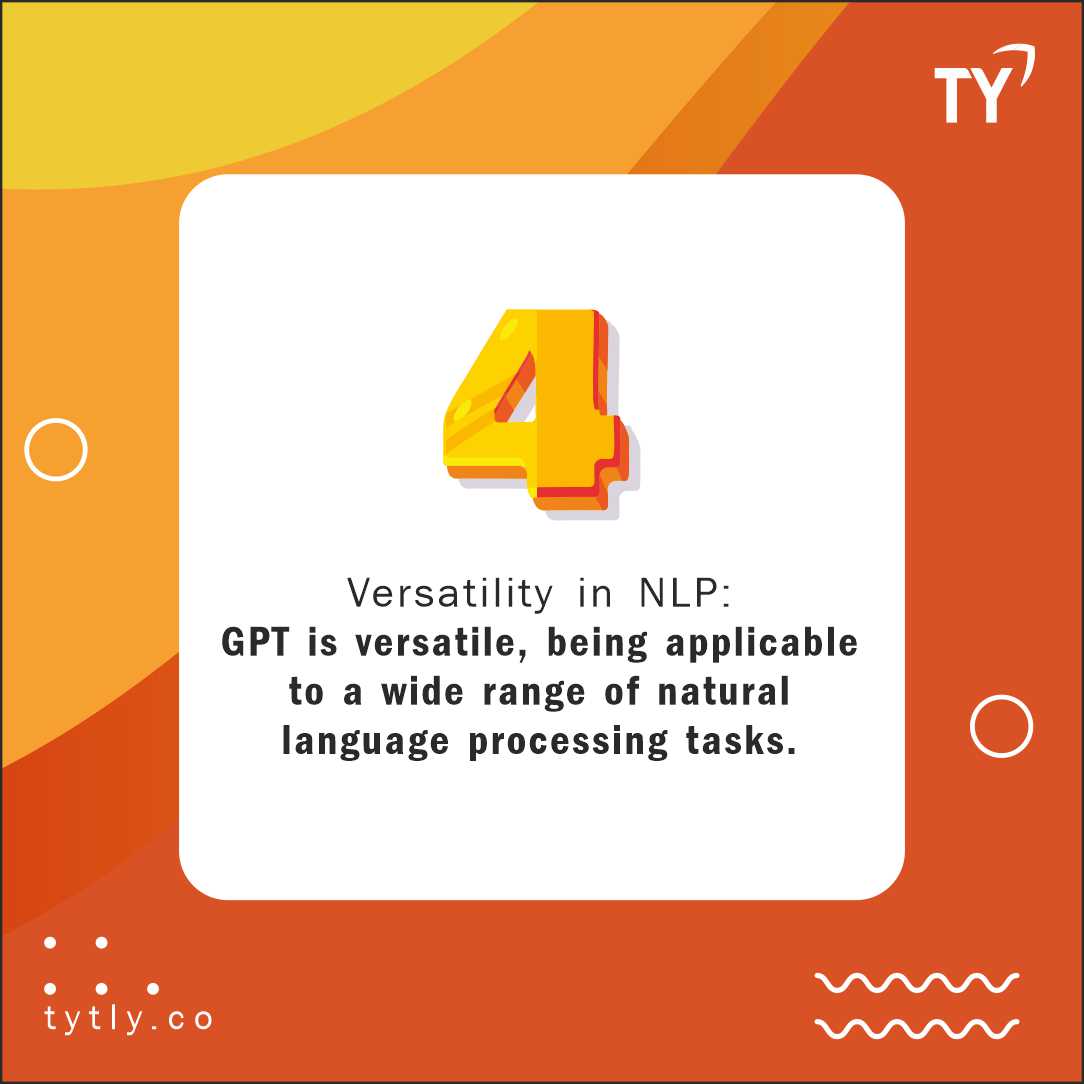 TY
4
Versatility in NLP:
GPT is versatile, being applicable
to a wide range of natural
language processing tasks.
tytly.co